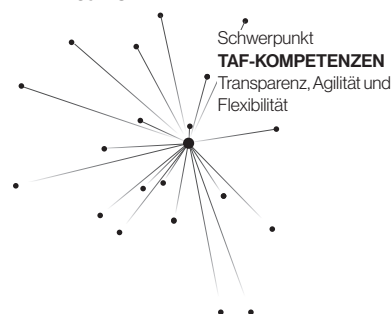 Schwerpunkt
TAF-KOMPETENZEN
Transparenz, Agilität und
Flexibilität